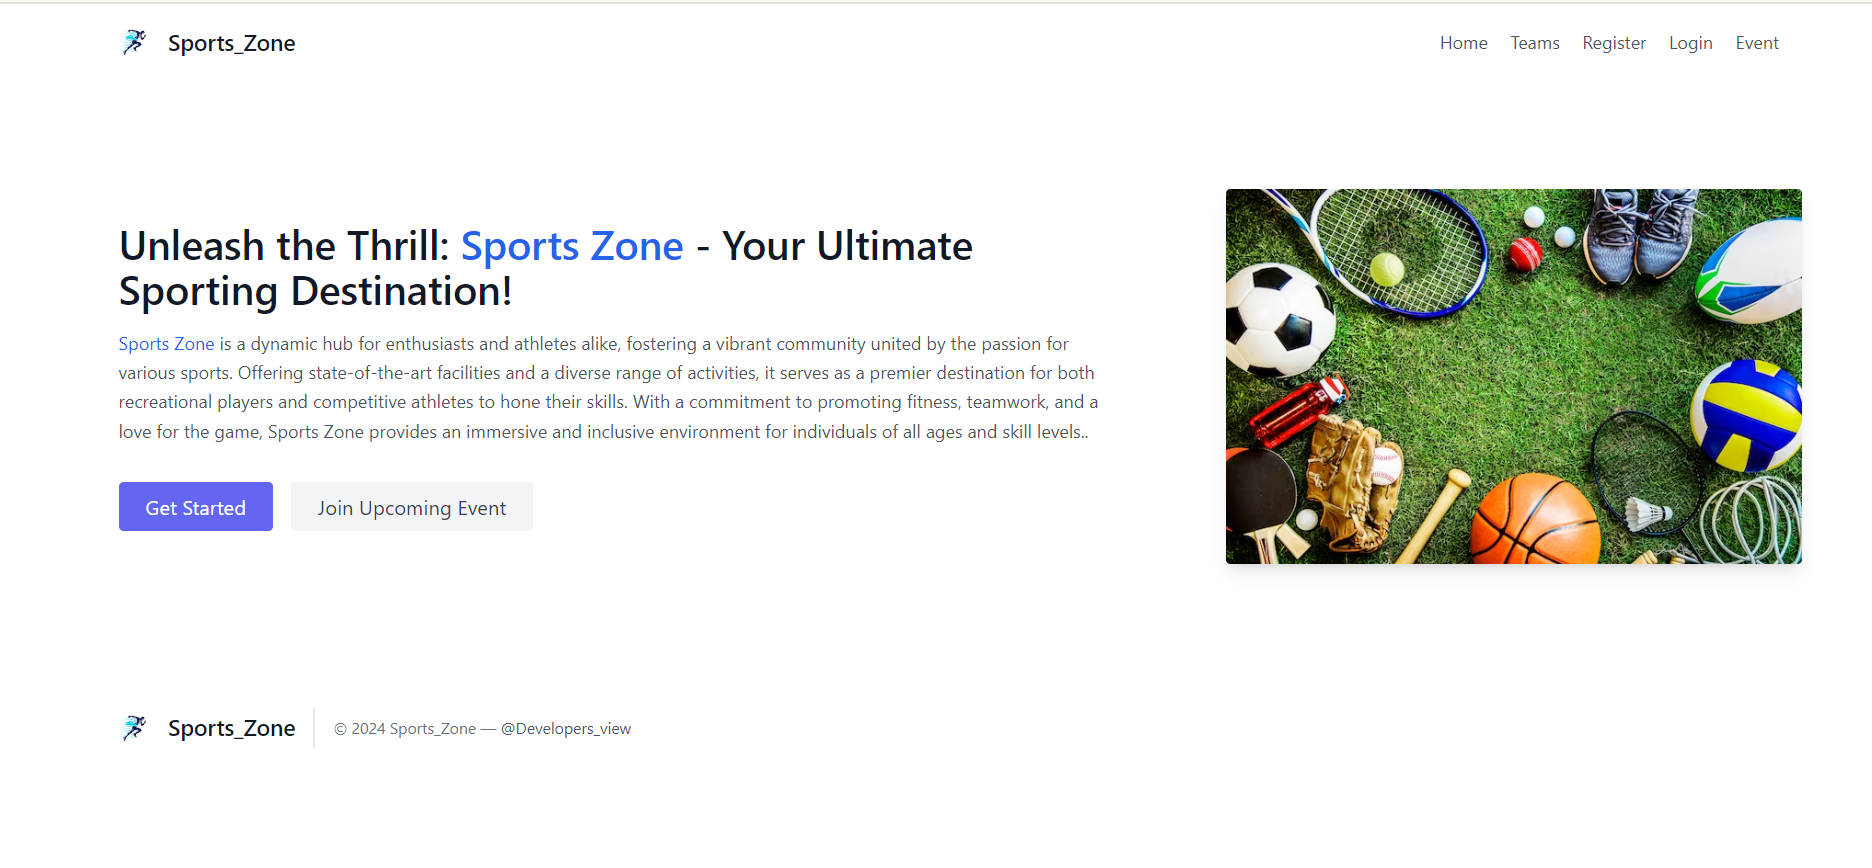 Sports_Zone
Home Teams Register Login Event
Unleash the Thrill: Sports Zone - Your Ultimate
Sporting Destination!
Sports Zone is a dynamic hub for enthusiasts and athletes alike, fostering a vibrant community united by the passion for
various sports. Offering state-of-the-art facilities and a diverse range of activities, it serves as a premier destination for both
recreational players and competitive athletes to hone their skills. With a commitment to promoting fitness, teamwork, and a
love for the game, Sports Zone provides an immersive and inclusive environment for individuals of all ages and skill levels..
Get Started
Join Upcoming Event
Sports_Zone
© 2024 Sports_Zone — @Developers_view